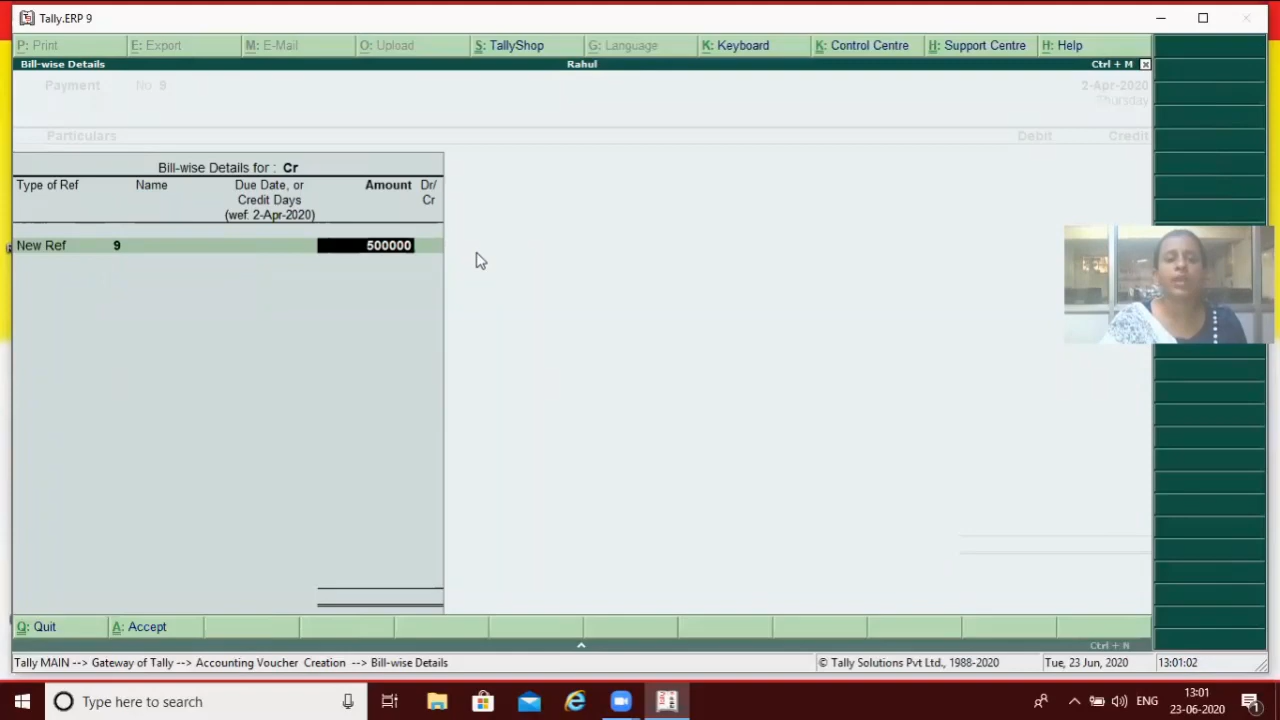 Tally.ERP 9
P: Print E: Export M: E-Mail O: Upload S: TallyShop G: Language K: Keyboard K: Control Centre H: Support Centre H: Help
Bill-wise Details Rahul Ctrl + M
Payment No 9 2-Apr-2020
Thursday
Particulars Debit Credit
Bill-wise Details for : Cr
Type of Ref Name Due Date, or Amount Dr/
Credit Days Cr
(wef: 2-Apr-2020)
New Ref 9 500000
Q: Quit A: Accept
Ctrl + N
Tally MAIN --> Gateway of Tally --> Accounting Voucher Creation --> Bill-wise Details © Tally Solutions Pvt Ltd., 1988-2020 Tue, 23 Jun, 2020 13:01:02
Type here to search ENG 13:01
23-06-2020 1